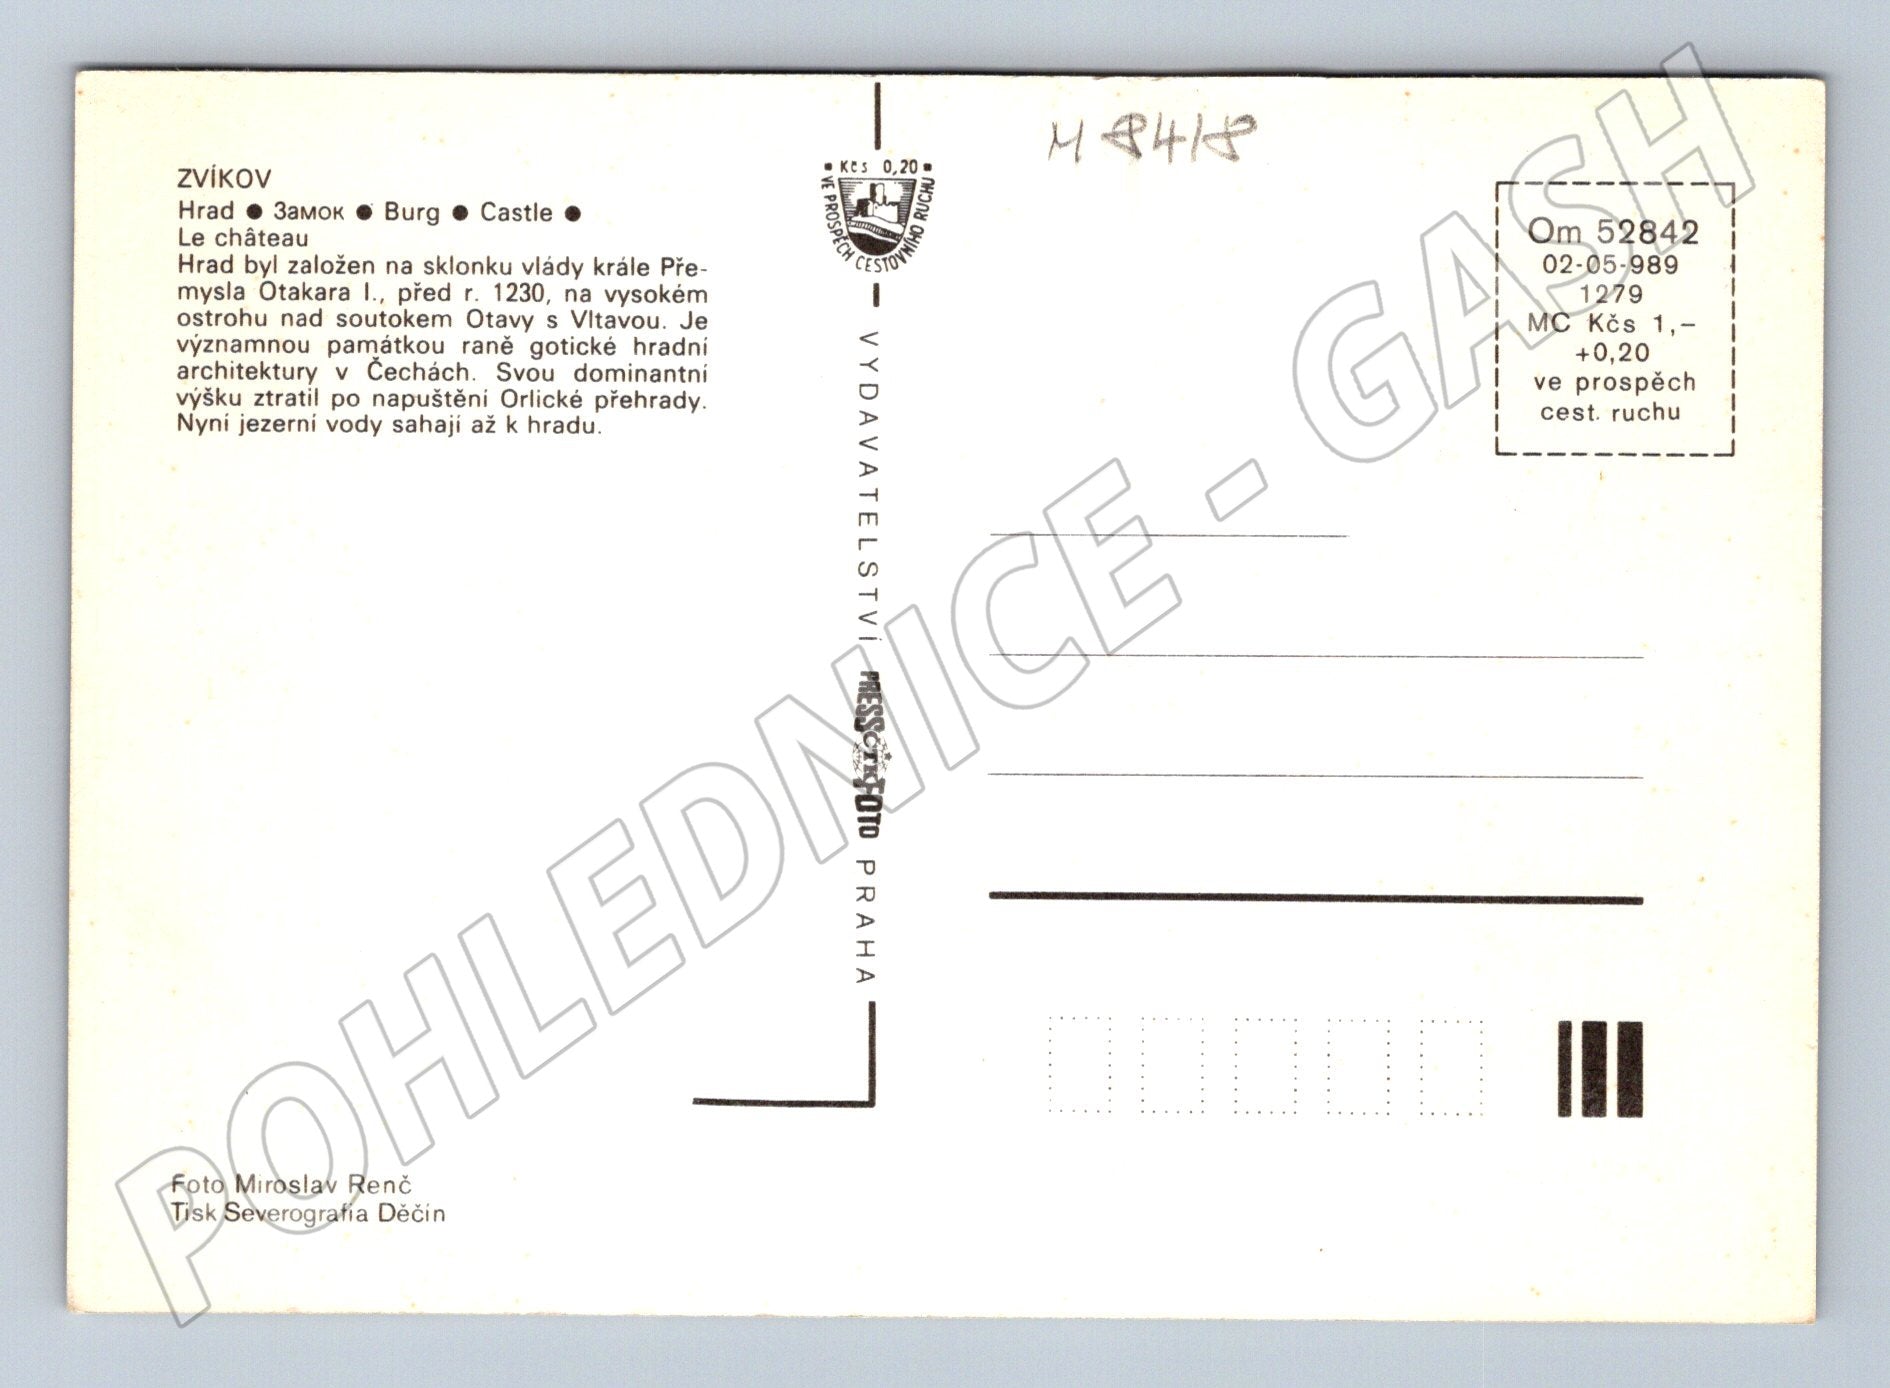 ZVÍKOV
Hrad ● Замок ● Burg ● Castle ●
Le château
Hrad byl založen na sklonku vlády krále Pře-
mysla Otakara I., před r. 1230, na vysokém
ostrohu nad soutokem Otavy s Vltavou. Je
významnou památkou raně gotické hradní
architektury v Čechách. Svou dominantní
výšku ztratil po napuštění Orlické přehrady.
Nyní jezerní vody sahají až k hradu.
Foto Miroslav Renč
Tisk Severografia Děčín
Kčs 0,20
VE PROSPĚCH CESTOVNÍHO RUCHU
VYDAVATELSTVÍ PRESSČTKFOTO PRAHA
M 8418
Om 52842
02-05-989
1279
MC Kčs 1,–
+0,20
ve prospěch
cest. ruchu
POHLEDNICE - GASH